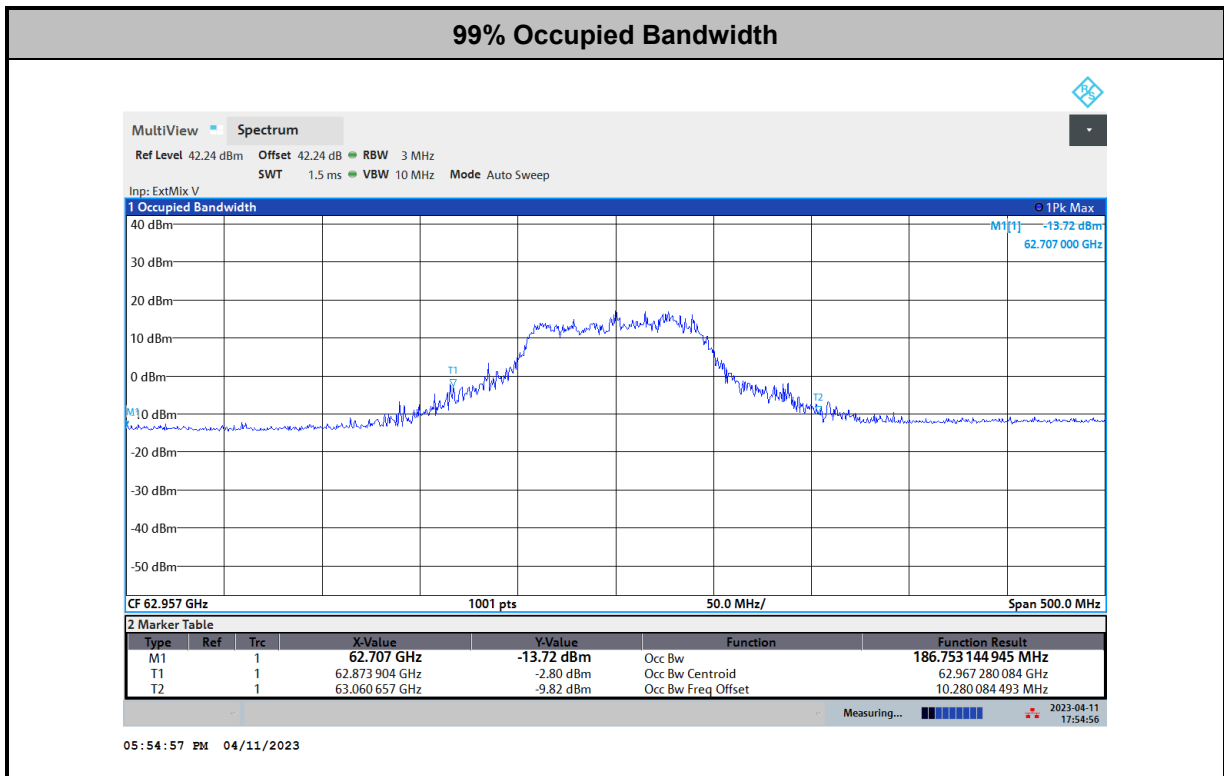 99% Occupied Bandwidth
R S
MultiView Spectrum
Ref Level 42.24 dBm Offset 42.24 dB RBW 3 MHz
SWT 1.5 ms VBW 10 MHz Mode Auto Sweep
Inp: ExtMix V
1 Occupied Bandwidth 1Pk Max
40 dBm M1[1] -13.72 dBm
62.707 000 GHz
30 dBm
20 dBm
10 dBm
T1
0 dBm
T2
M1
-10 dBm
-20 dBm
-30 dBm
-40 dBm
-50 dBm
CF 62.957 GHz 1001 pts 50.0 MHz/ Span 500.0 MHz
2 Marker Table
Type Ref Trc X-Value Y-Value Function Function Result
M1 1 62.707 GHz -13.72 dBm Occ Bw 186.753 144 945 MHz
T1 1 62.873 904 GHz -2.80 dBm Occ Bw Centroid 62.967 280 084 GHz
T2 1 63.060 657 GHz -9.82 dBm Occ Bw Freq Offset 10.280 084 493 MHz
Measuring... 2023-04-11
17:54:56
05:54:57 PM 04/11/2023